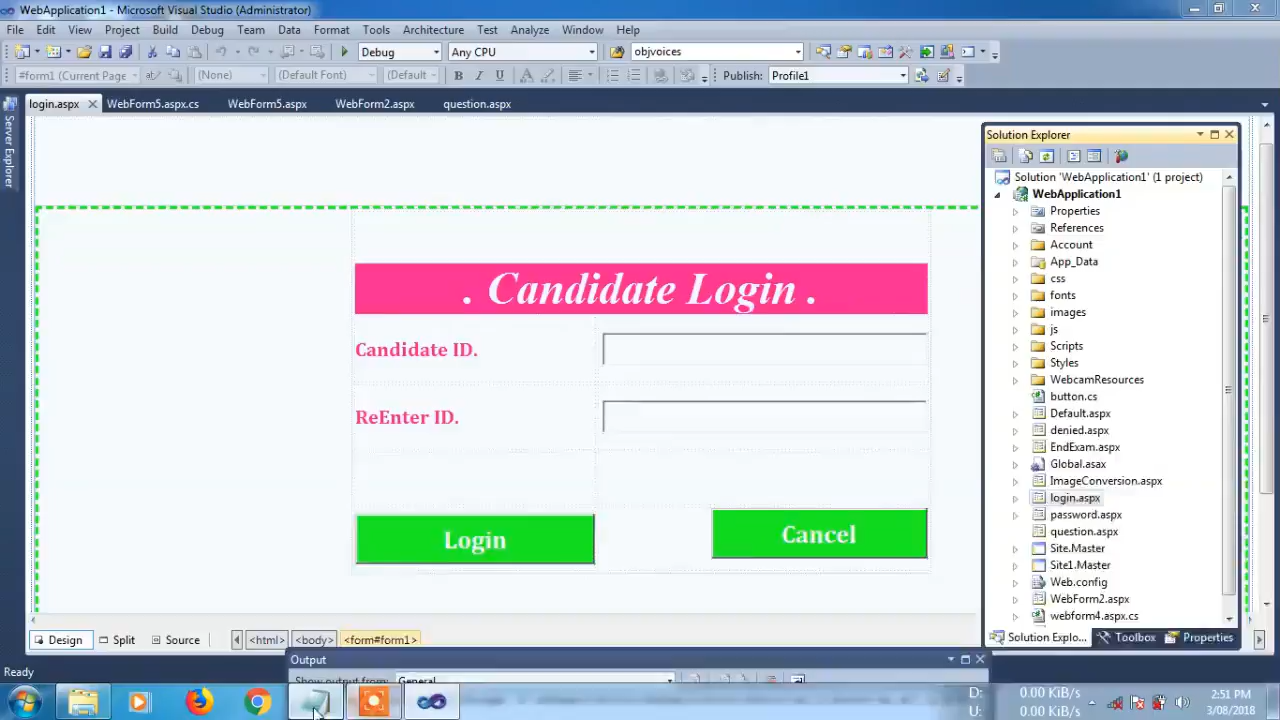 WebApplication1 - Microsoft Visual Studio (Administrator)
File Edit View Project Build Debug Team Data Format Tools Architecture Test Analyze Window Help
Debug Any CPU objvoices
#form1 (Current Page (None) (Default Font) (Default B I U A Publish: Profile1
login.aspx WebForm5.aspx.cs WebForm5.aspx WebForm2.aspx question.aspx
Server Explorer
. Candidate Login .
Candidate ID.
ReEnter ID.
Login Cancel
Solution Explorer
Solution 'WebApplication1' (1 project)
WebApplication1
Properties
References
Account
App_Data
css
fonts
images
js
Scripts
Styles
WebcamResources
button.cs
Default.aspx
denied.aspx
EndExam.aspx
Global.asax
ImageConversion.aspx
login.aspx
password.aspx
question.aspx
Site.Master
Site1.Master
Web.config
WebForm2.aspx
webform4.aspx.cs
Solution Explo... Toolbox Properties
Design Split Source <html> <body> <form#form1>
Output
Show output from: General
Ready
D: 0.00 KiB/s
U: 0.00 KiB/s
2:51 PM
3/08/2018